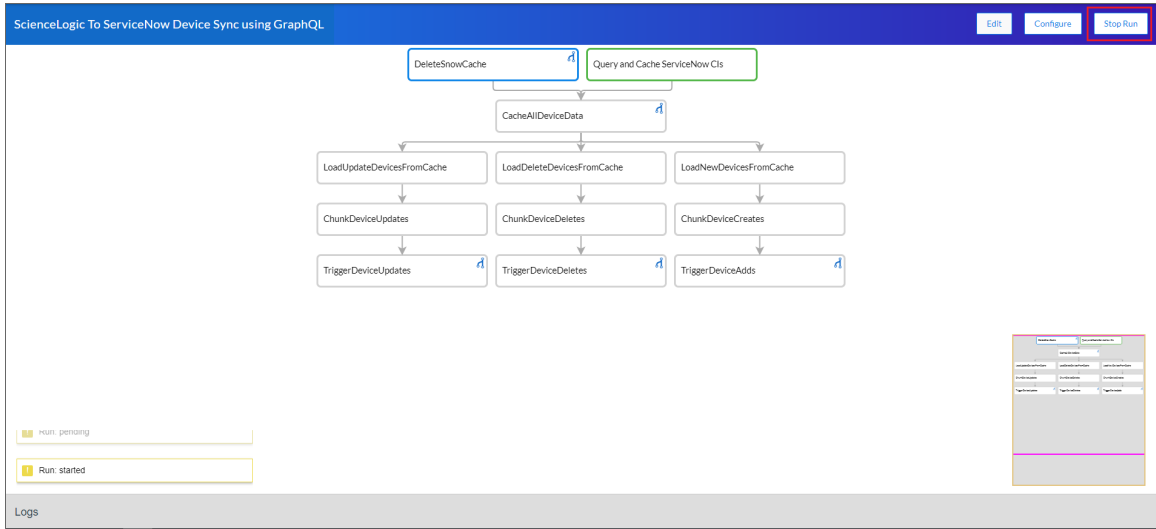 ScienceLogic To ServiceNow Device Sync using GraphQL
Edit
Configure
Stop Run
DeleteSnowCache
Query and Cache ServiceNow CIs
CacheAllDeviceData
LoadUpdateDevicesFromCache
LoadDeleteDevicesFromCache
LoadNewDevicesFromCache
ChunkDeviceUpdates
ChunkDeviceDeletes
ChunkDeviceCreates
TriggerDeviceUpdates
TriggerDeviceDeletes
TriggerDeviceAdds
Run: pending
Run: started
Logs